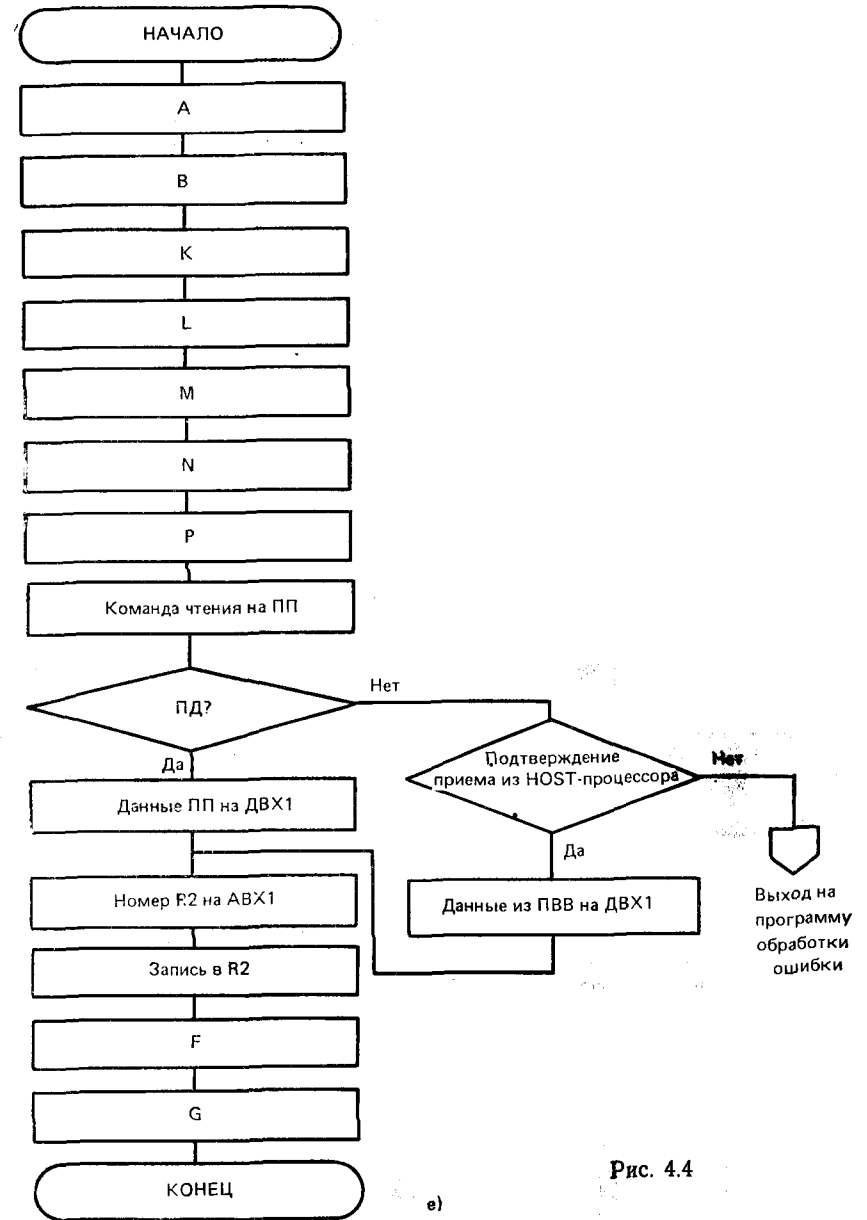 НАЧАЛО
A
B
K
L
M
N
P
Команда чтения на ПП
ПД?
Нет
Да
Подтверждение
приема из HOST-процессора
Нет
Да
Данные ПП на ДВХ1
Номер R2 на АВХ1
Данные из ПВВ на ДВХ1
Выход на
программу
обработки
ошибки
Запись в R2
F
G
КОНЕЦ
Рис. 4.4
е)